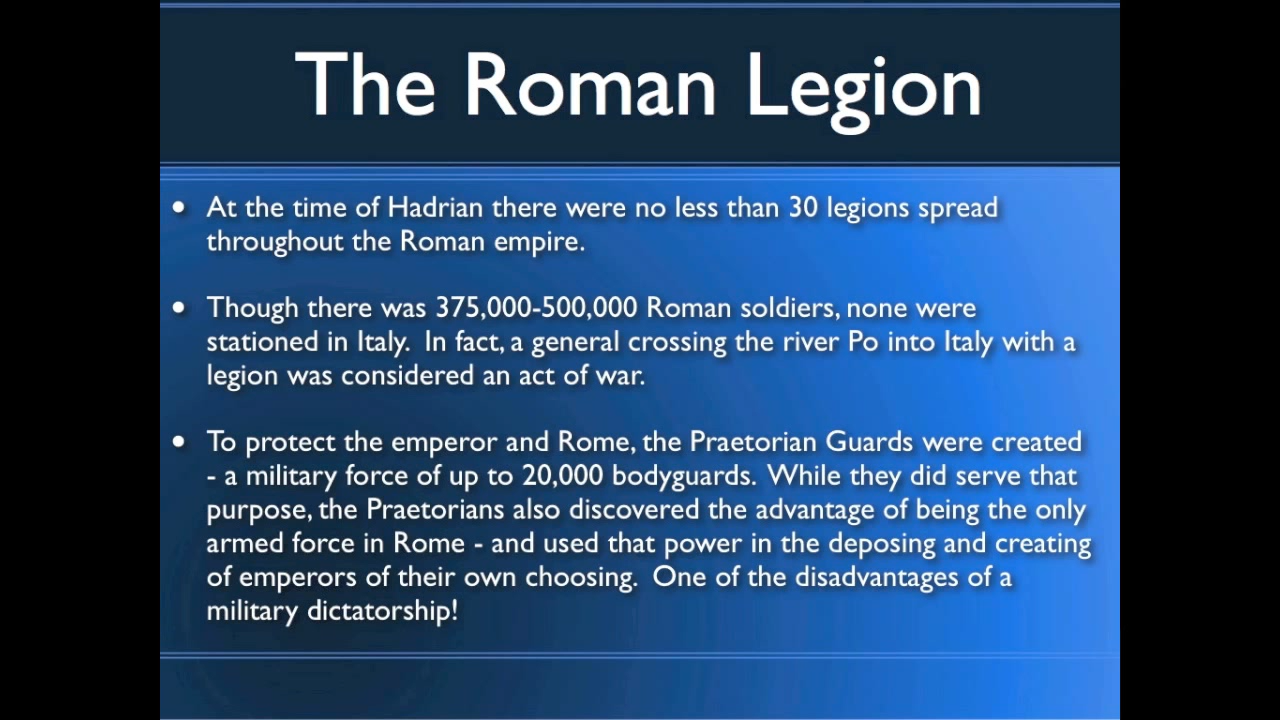 The Roman Legion
• At the time of Hadrian there were no less than 30 legions spread
throughout the Roman empire.
• Though there was 375,000-500,000 Roman soldiers, none were
stationed in Italy.  In fact, a general crossing the river Po into Italy with a
legion was considered an act of war.
• To protect the emperor and Rome, the Praetorian Guards were created
- a military force of up to 20,000 bodyguards.  While they did serve that
purpose, the Praetorians also discovered the advantage of being the only
armed force in Rome - and used that power in the deposing and creating
of emperors of their own choosing.  One of the disadvantages of a
military dictatorship!